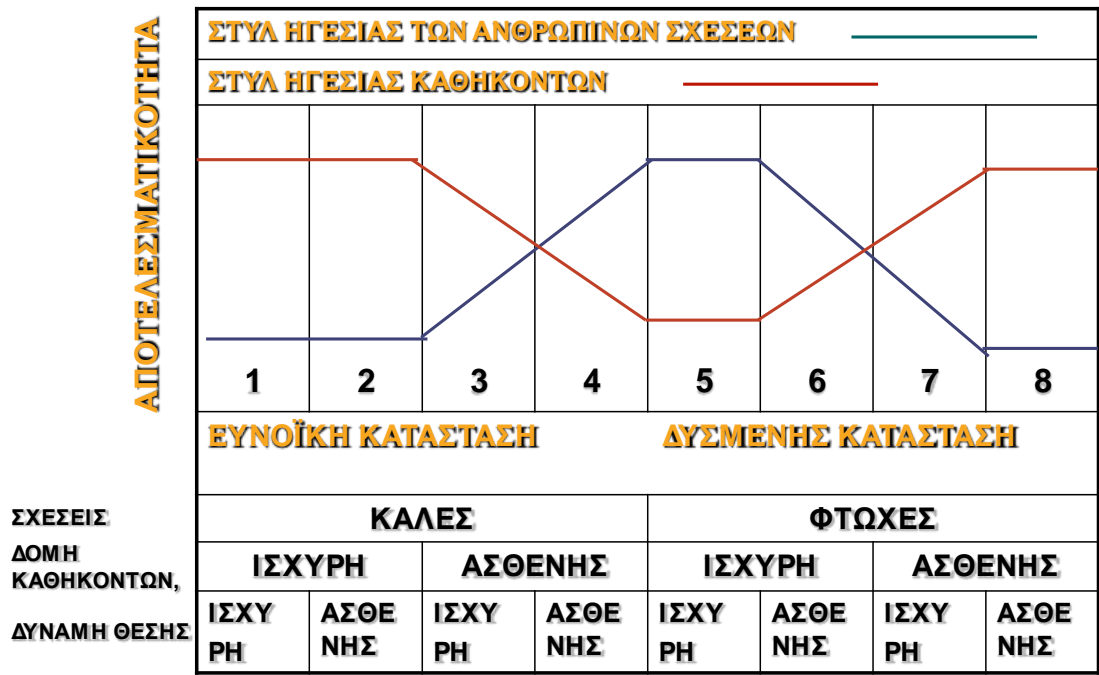 ΑΠΟΤΕΛΕΣΜΑΤΙΚΟΤΗΤΑ
ΣΤΥΛ ΗΓΕΣΙΑΣ ΤΩΝ ΑΝΘΡΩΠΙΝΩΝ ΣΧΕΣΕΩΝ
ΣΤΥΛ ΗΓΕΣΙΑΣ ΚΑΘΗΚΟΝΤΩΝ
1 2 3 4 5 6 7 8
ΕΥΝΟΪΚΗ ΚΑΤΑΣΤΑΣΗ ΔΥΣΜΕΝΗΣ ΚΑΤΑΣΤΑΣΗ
ΣΧΕΣΕΙΣ ΚΑΛΕΣ ΦΤΩΧΕΣ
ΔΟΜΗ
ΚΑΘΗΚΟΝΤΩΝ, ΙΣΧΥΡΗ ΑΣΘΕΝΗΣ ΙΣΧΥΡΗ ΑΣΘΕΝΗΣ
ΔΥΝΑΜΗ ΘΕΣΗΣ ΙΣΧΥ ΑΣΘΕ ΙΣΧΥ ΑΣΘΕ ΙΣΧΥ ΑΣΘΕ ΙΣΧΥ ΑΣΘΕ
ΡΗ ΝΗΣ ΡΗ ΝΗΣ ΡΗ ΝΗΣ ΡΗ ΝΗΣ